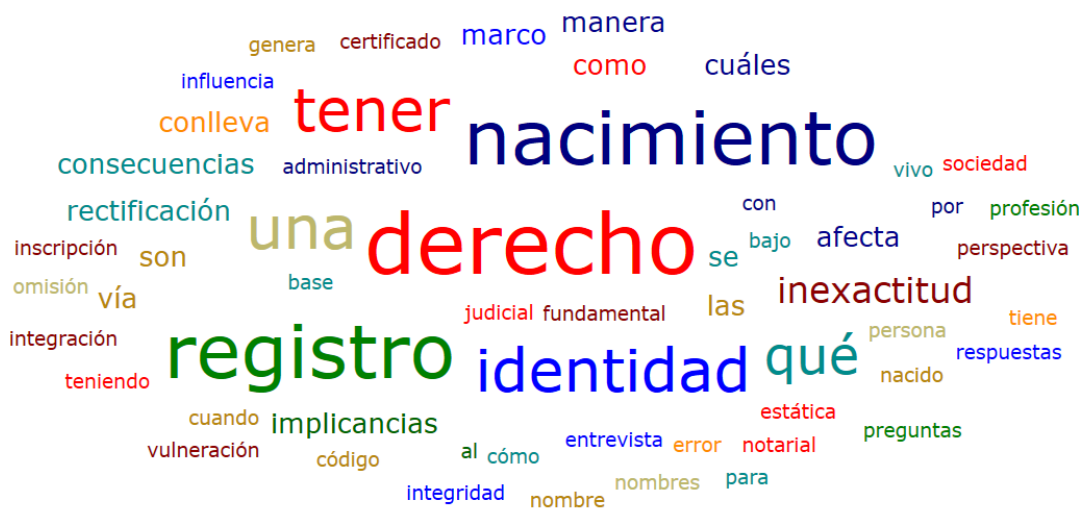 manera
genera certificado marco
como cuáles
influencia
tener
conlleva
nacimiento
consecuencias administrativo
vivo sociedad
rectificación una
con por profesión
derecho
inscripción son
se bajo afecta perspectiva
omisión vía base
las inexactitud
judicial fundamental
integración registro identidad qué
persona tiene
respuestas
teniendo
nacido
cuando implicancias
estática
vulneración código
al cómo entrevista error notarial preguntas
integridad nombre nombres para